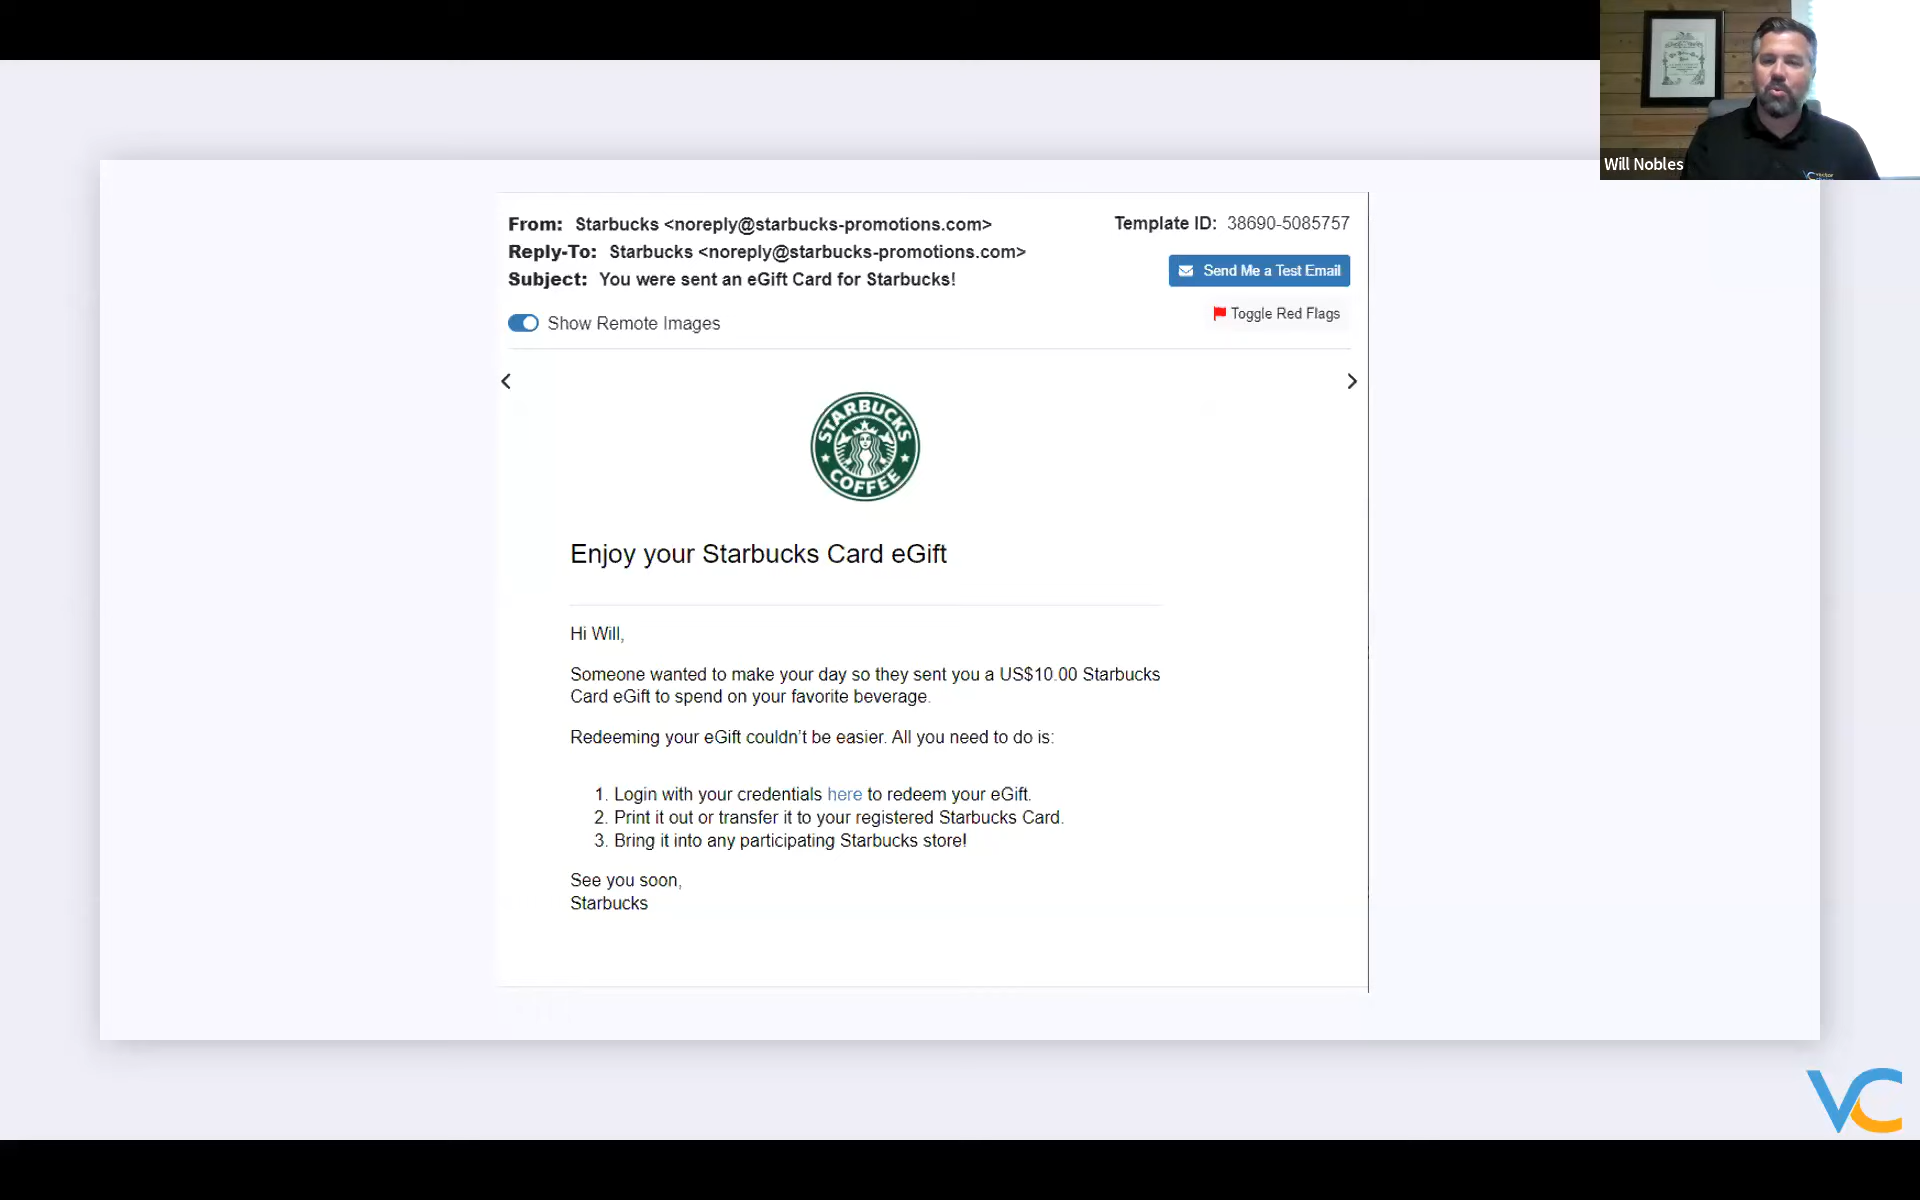 Will Nobles
From: Starbucks <noreply@starbucks-promotions.com>
Template ID: 38690-5085757
Reply-To: Starbucks <noreply@starbucks-promotions.com>
Send Me a Test Email
Subject: You were sent an eGift Card for Starbucks!
Toggle Red Flags
Show Remote Images
STARBUCKS
COFFEE
Enjoy your Starbucks Card eGift
Hi Will,
Someone wanted to make your day so they sent you a US$10.00 Starbucks
Card eGift to spend on your favorite beverage.
Redeeming your eGift couldn’t be easier. All you need to do is:
1. Login with your credentials here to redeem your eGift.
2. Print it out or transfer it to your registered Starbucks Card.
3. Bring it into any participating Starbucks store!
See you soon,
Starbucks
VC